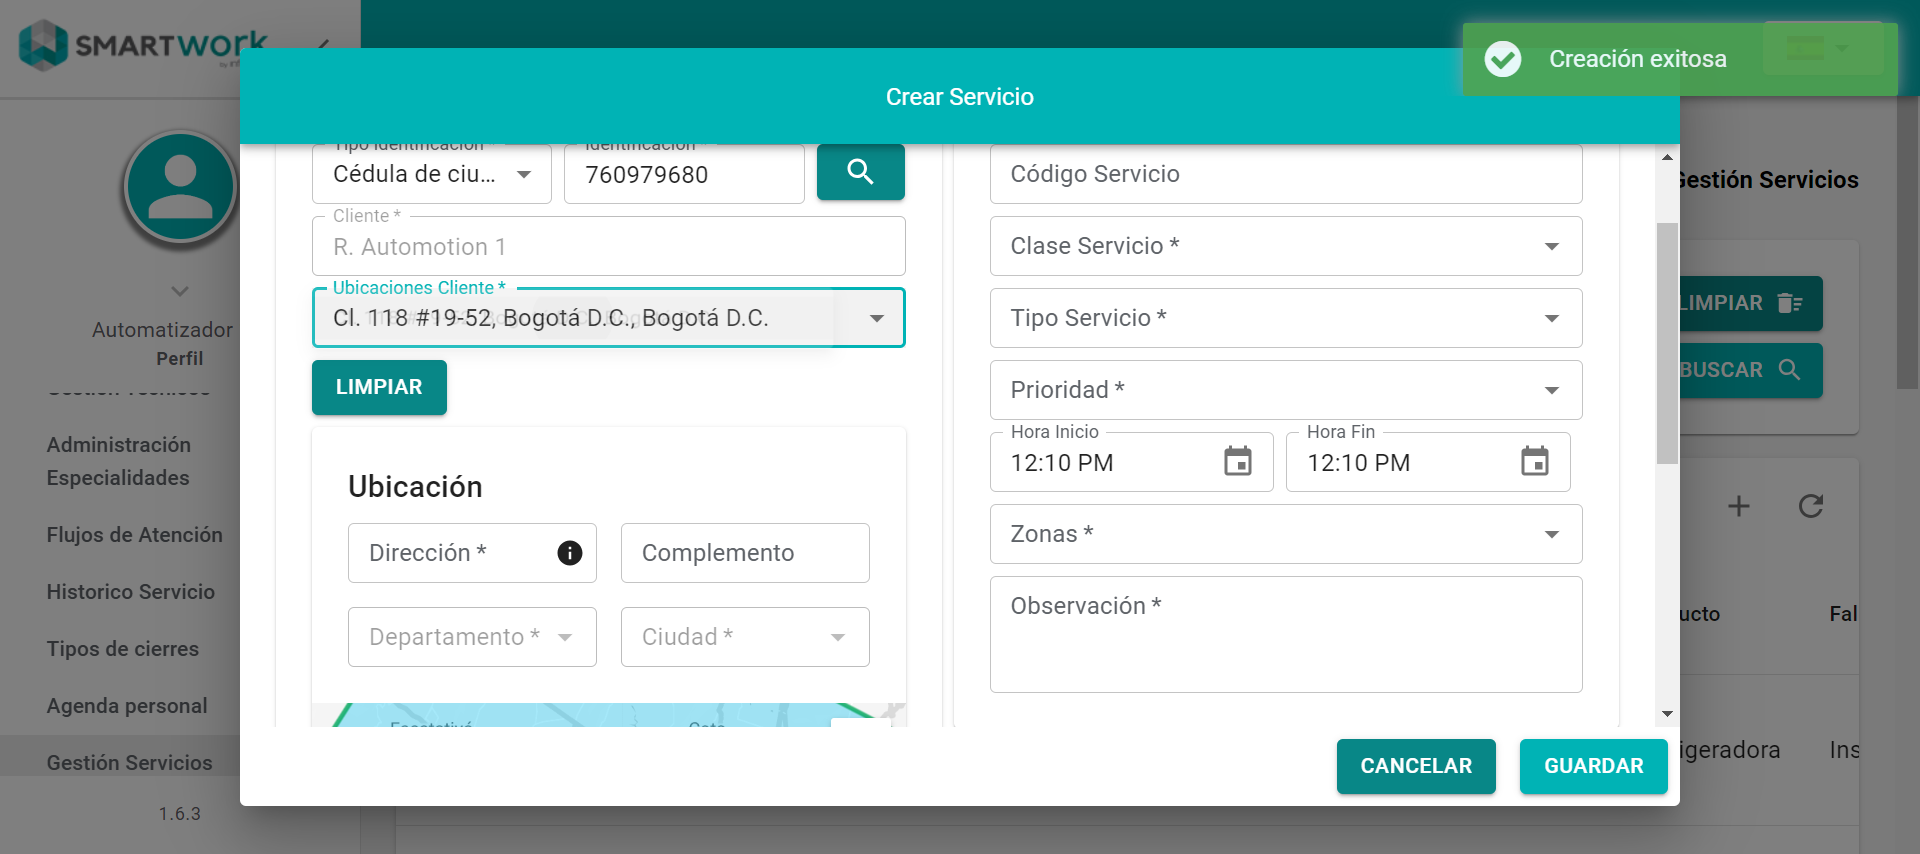 SMARTWORK
Creación exitosa
Crear Servicio
Tipo Identificación *
Identificación *
Cédula de ciu...
760979680
Código Servicio
Gestión Servicios
Cliente *
R. Automotion 1
Clase Servicio *
Ubicaciones Cliente *
Cl. 118 #19-52, Bogotá D.C., Bogotá D.C.
Tipo Servicio *
LIMPIAR
Automatizador
Perfil
BUSCAR
LIMPIAR
Prioridad *
Gestión Técnicos
Hora Inicio
12:10 PM
Hora Fin
12:10 PM
Administración
Especialidades
Ubicación
Flujos de Atención
Dirección *
Complemento
Zonas *
Historico Servicio
Observación *
Departamento *
Ciudad *
Tipos de cierres
Agenda personal
Gestión Servicios
igeradora
Ins
ucto
Fal
CANCELAR
GUARDAR
1.6.3